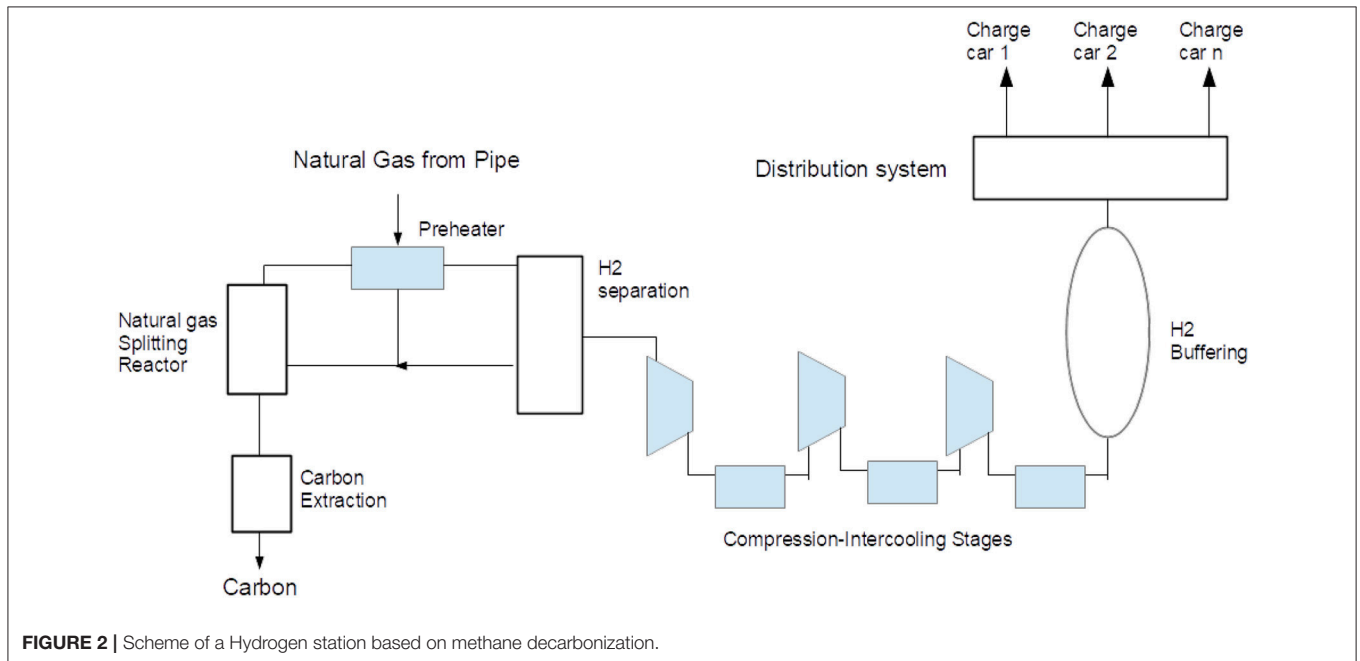 Charge
car 1
Charge
car 2
Charge
car n
Distribution system
Natural Gas from Pipe
Preheater
H2
separation
Natural gas
Splitting
Reactor
H2
Buffering
Carbon
Extraction
Compression-Intercooling Stages
Carbon
FIGURE 2 | Scheme of a Hydrogen station based on methane decarbonization.